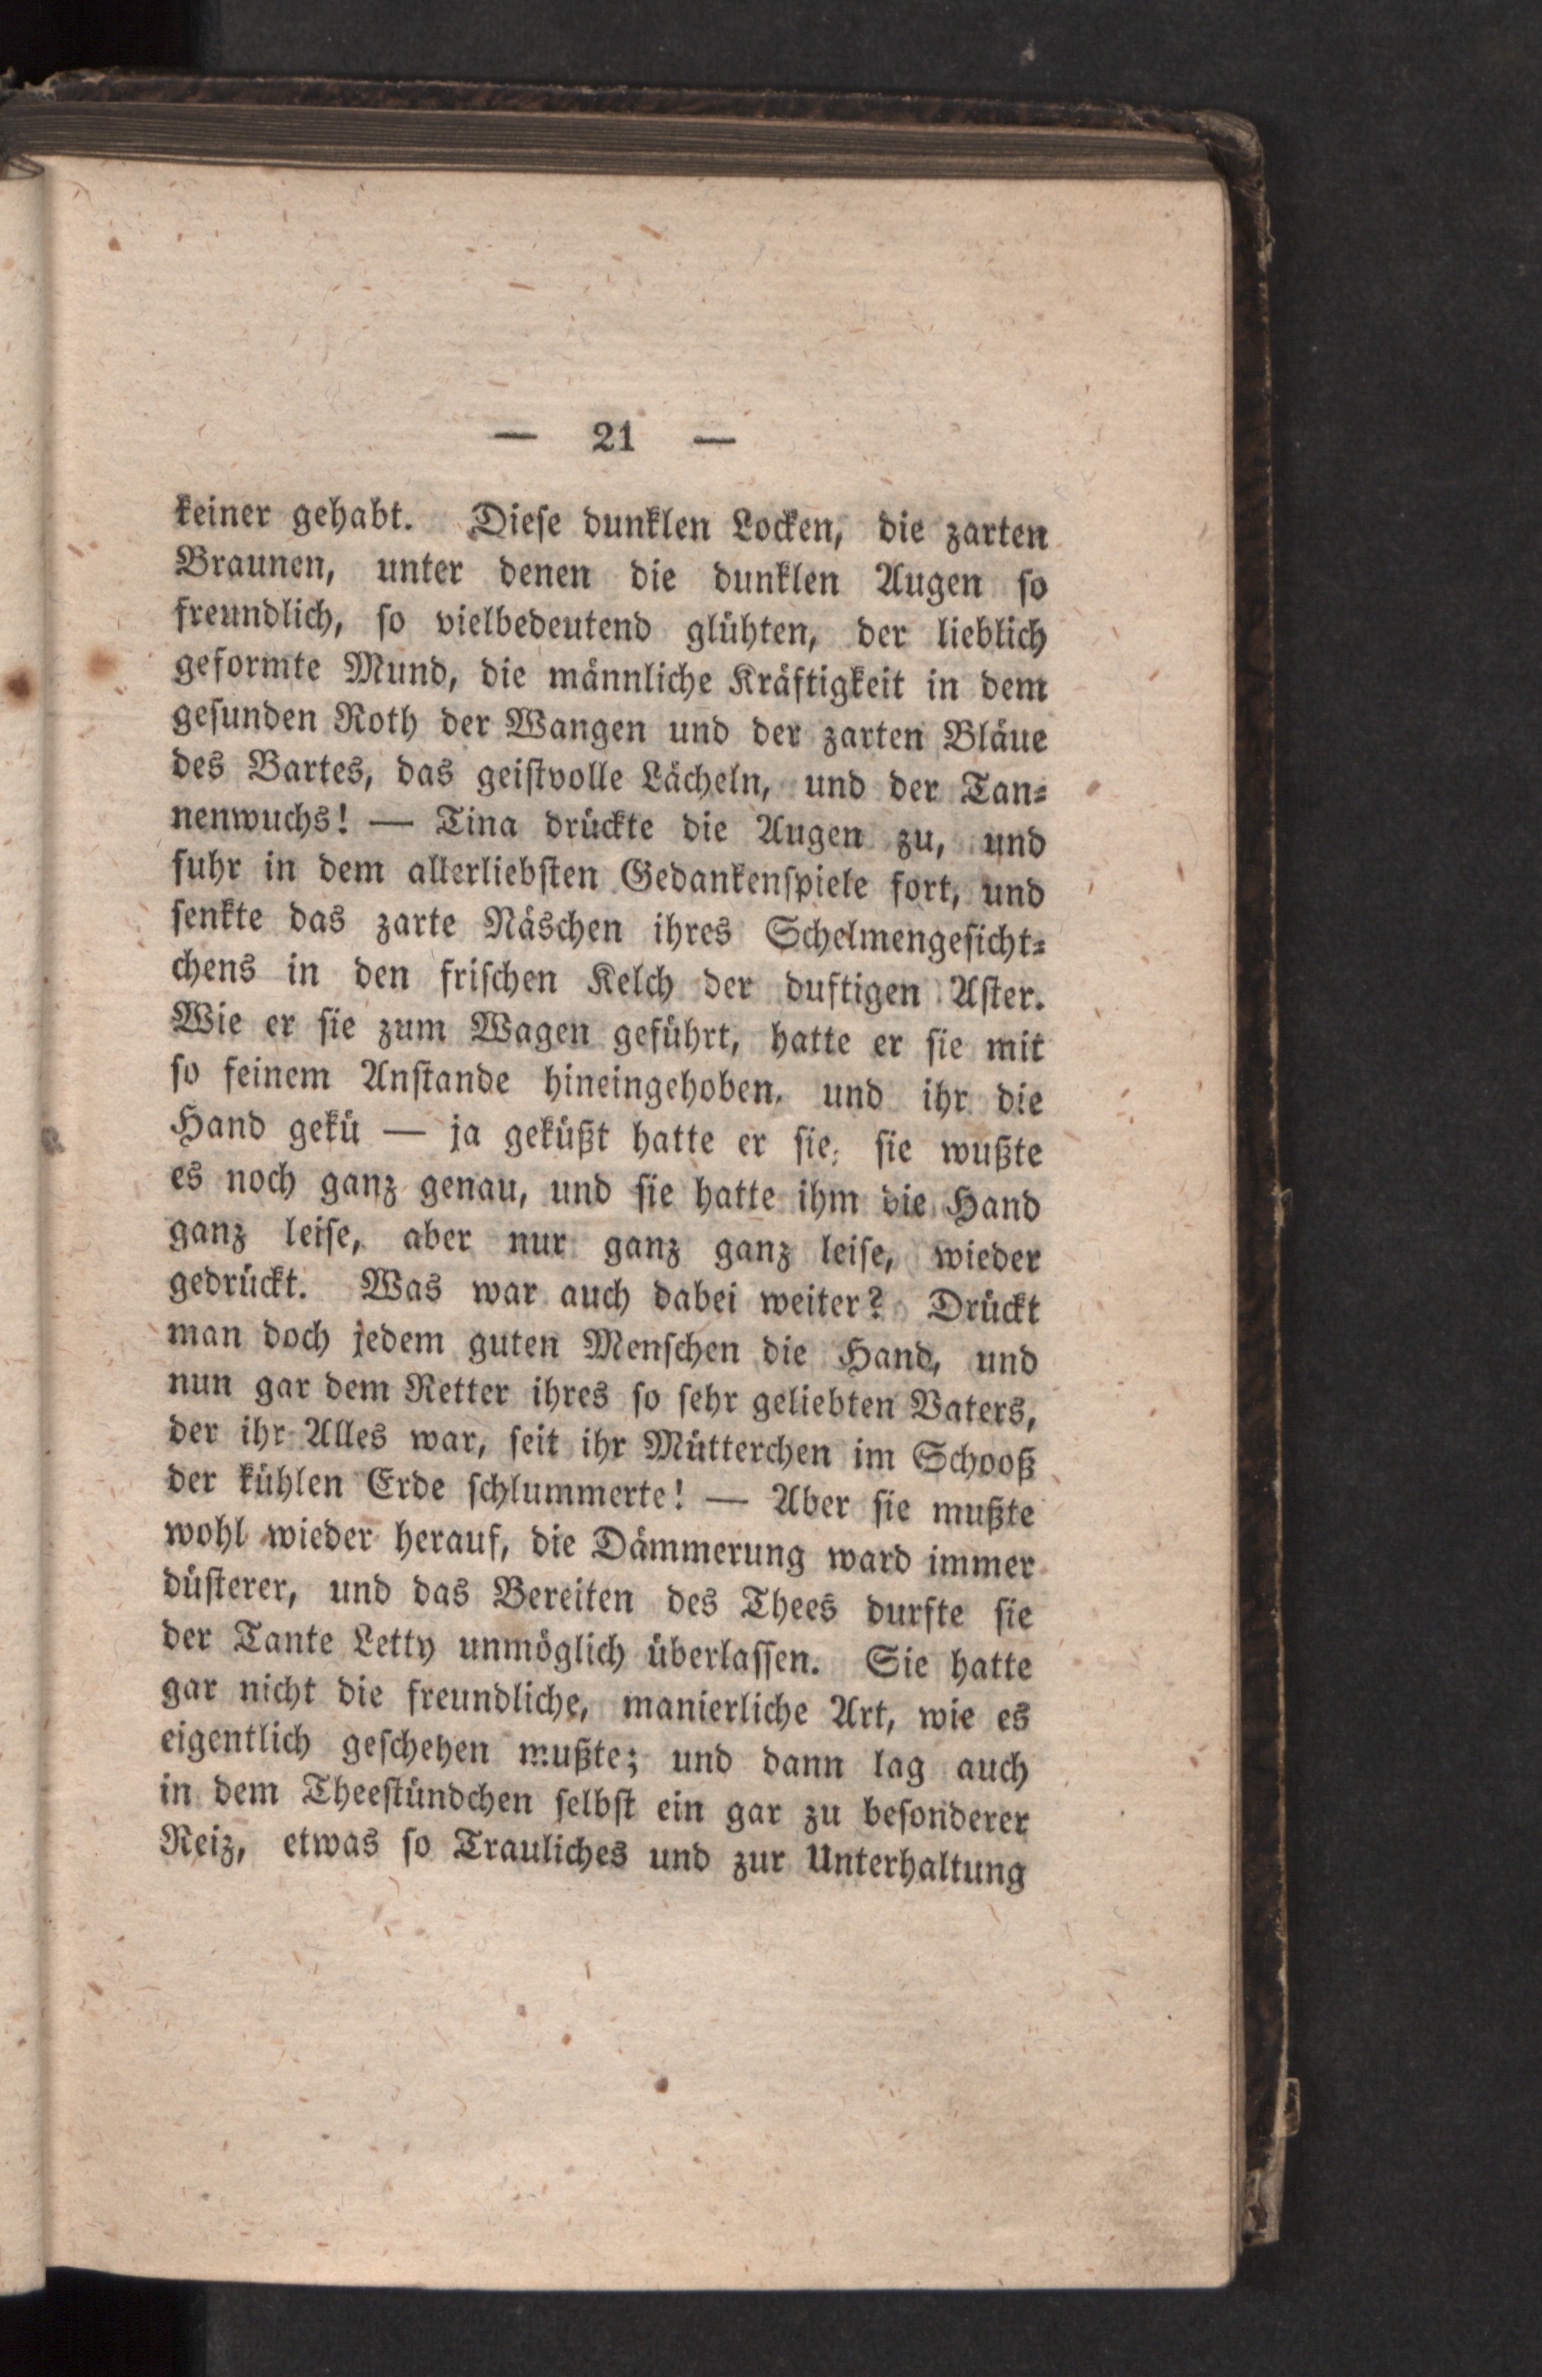 — 21 —
keiner gehabt. Dieſe dunklen Locken, die zarten
Braunen, unter denen die dunklen Augen ſo
freundlich, ſo vielbedeutend glühten, der lieblich
geformte Mund, die männliche Kräftigkeit in dem
geſunden Roth der Wangen und der zarten Bläue
des Bartes, das geiſtvolle Lächeln, und der Tan⸗
nenwuchs! — Tina drückte die Augen zu, und
fuhr in dem allerliebſten Gedankenſpiele fort, und
ſenkte das zarte Näschen ihres Schelmengeſicht⸗
chens in den friſchen Kelch der duftigen Aſter.
Wie er ſie zum Wagen geführt, hatte er ſie mit
ſo feinem Anſtande hineingehoben, und ihr die
Hand gekü — ja geküßt hatte er ſie, ſie wußte
es noch ganz genau, und ſie hatte ihm die Hand
ganz leiſe, aber nur ganz ganz leiſe, wieder
gedrückt. Was war auch dabei weiter? Drückt
man doch jedem guten Menſchen die Hand, und
nun gar dem Retter ihres ſo ſehr geliebten Vaters,
der ihr Alles war, ſeit ihr Mütterchen im Schooß
der kühlen Erde ſchlummerte! — Aber ſie mußte
wohl wieder herauf, die Dämmerung ward immer
düſterer, und das Bereiten des Thees durfte ſie
der Tante Letty unmöglich überlaſſen. Sie hatte
gar nicht die freundliche, manierliche Art, wie es
eigentlich geſchehen mußte; und dann lag auch
in dem Theeſtündchen ſelbſt ein gar zu beſonderer
Reiz, etwas ſo Trauliches und zur Unterhaltung